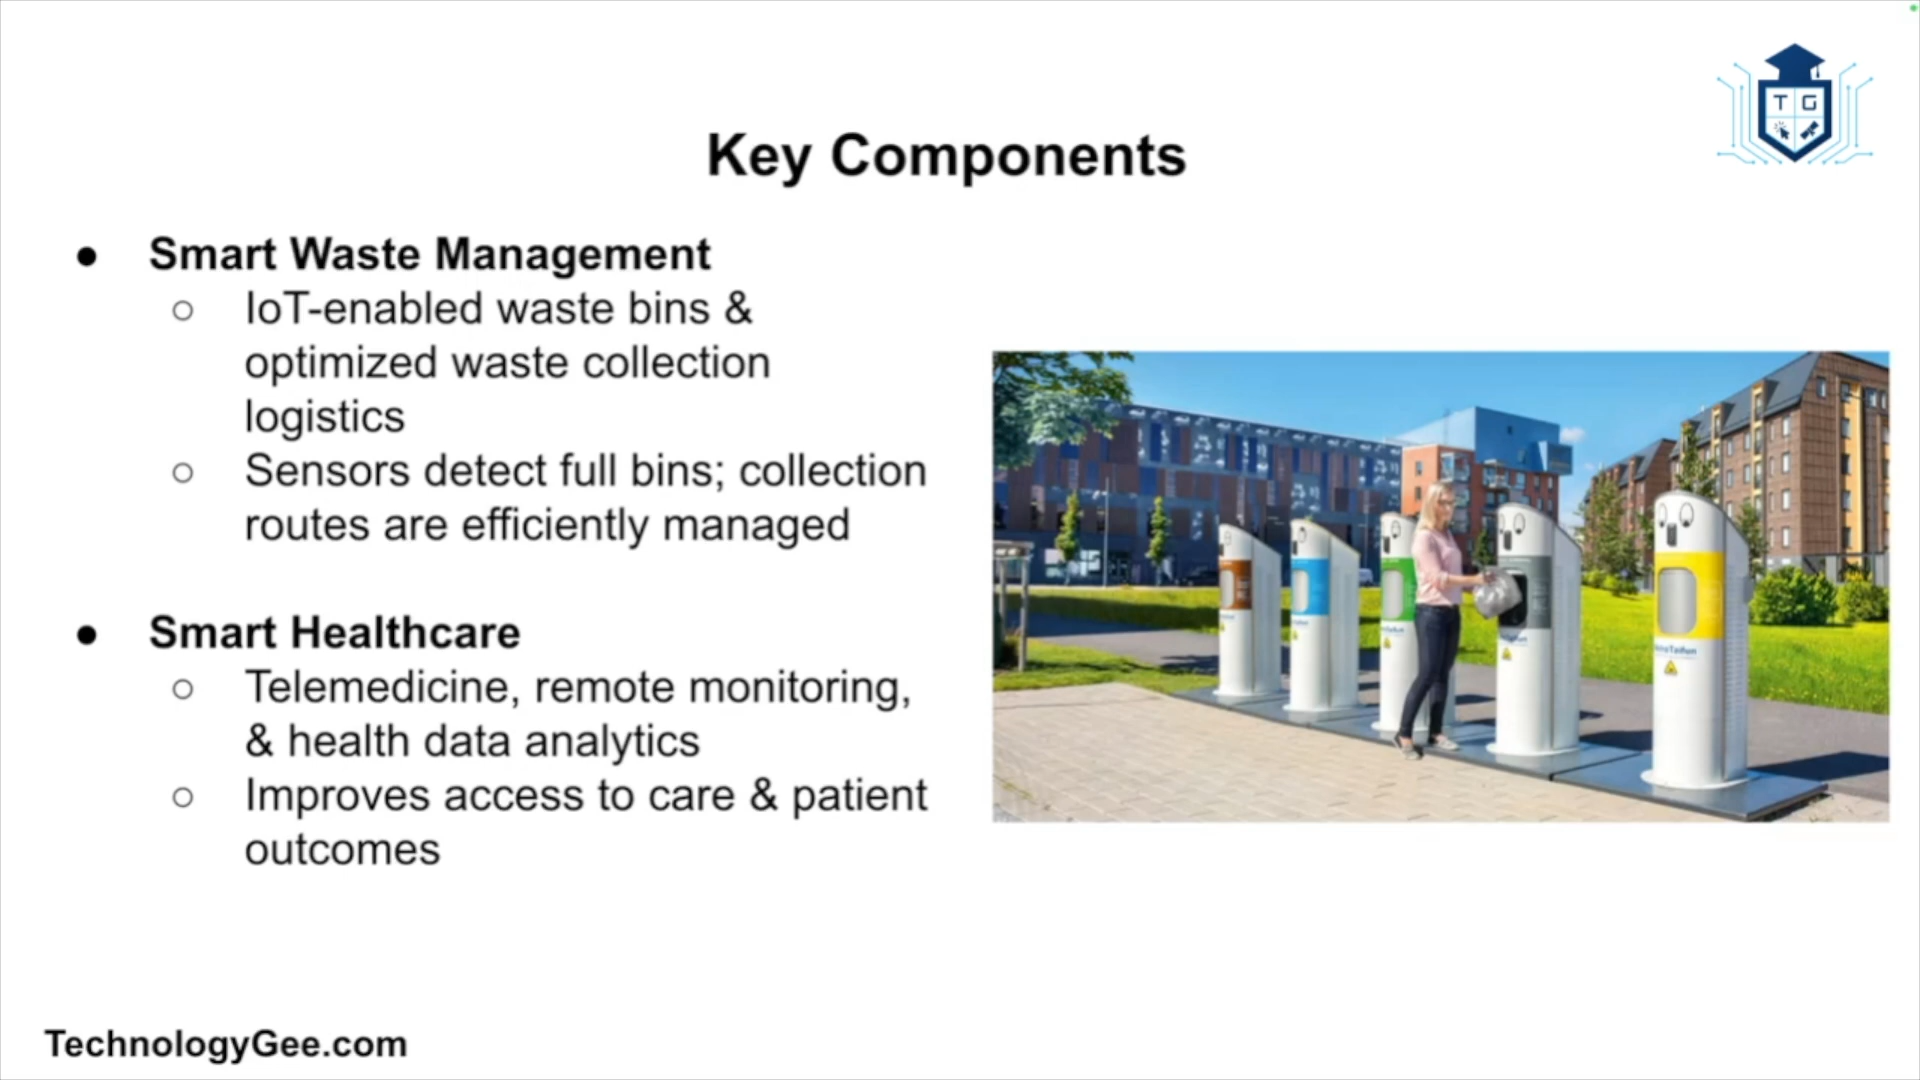 T G
Key Components
● Smart Waste Management
○ IoT-enabled waste bins &
optimized waste collection
logistics
○ Sensors detect full bins; collection
routes are efficiently managed
● Smart Healthcare
○ Telemedicine, remote monitoring,
& health data analytics
○ Improves access to care & patient
outcomes
TechnologyGee.com